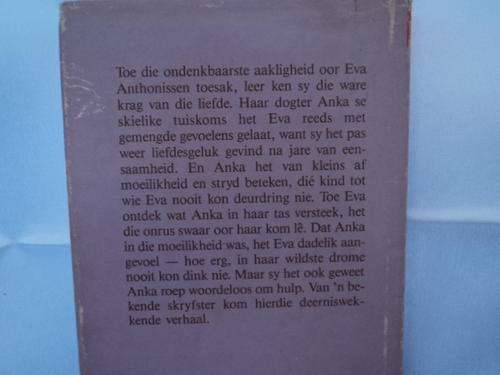 Toe die ondenkbaarste aakligheid oor Eva
Anthonissen toesak, leer ken sy die ware
krag van die liefde. Haar dogter Anka se
skielike tuiskoms het Eva reeds met
gemengde gevoelens gelaat, want sy het pas
weer liefdesgeluk gevind na jare van een-
saamheid. En Anka het van kleins af
moeilikheid en stryd beteken, dié kind tot
wie Eva nooit kon deurdring nie. Toe Eva
ontdek wat Anka in haar tas versteek, het
die onrus swaar oor haar kom lê. Dat Anka
in die moeilikheid was, het Eva dadelik aan-
gevoel — hoe erg, in haar wildste drome
nooit kon dink nie. Maar sy het ook geweet
Anka roep woordeloos om hulp. Van 'n be-
kende skryfster kom hierdie deerniswek-
kende verhaal.